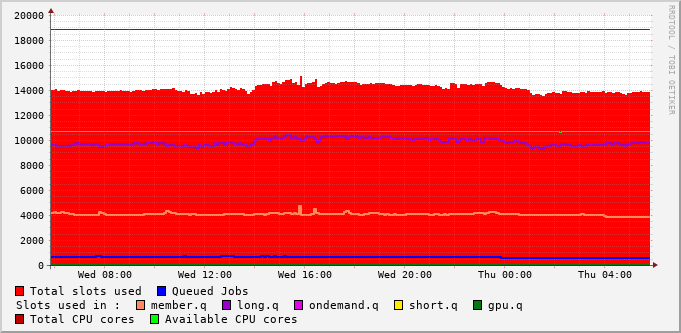 20000
18000
16000
14000
12000
10000
8000
6000
4000
2000
0
Wed 08:00 Wed 12:00 Wed 16:00 Wed 20:00 Thu 00:00 Thu 04:00
RRDTOOL / TOBI OETIKER
Total slots used Queued Jobs
Slots used in : member.q long.q ondemand.q short.q gpu.q
Total CPU cores Available CPU cores